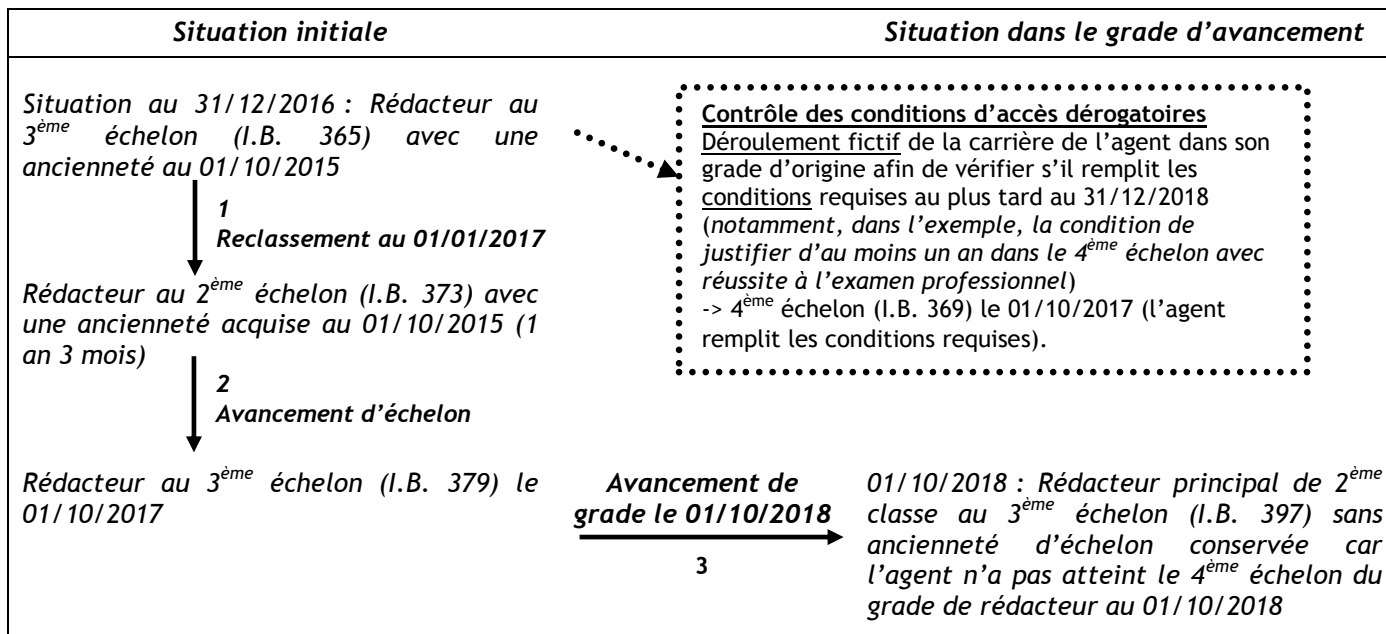 Situation initiale
Situation dans le grade d’avancement
Situation au 31/12/2016 : Rédacteur au
3ème échelon (I.B. 365) avec une
ancienneté au 01/10/2015
1
Reclassement au 01/01/2017
Rédacteur au 2ème échelon (I.B. 373) avec
une ancienneté acquise au 01/10/2015 (1
an 3 mois)
2
Avancement d’échelon
Rédacteur au 3ème échelon (I.B. 379) le
01/10/2017
Contrôle des conditions d’accès dérogatoires
Déroulement fictif de la carrière de l’agent dans son
grade d’origine afin de vérifier s’il remplit les
conditions requises au plus tard au 31/12/2018
(notamment, dans l’exemple, la condition de
justifier d’au moins un an dans le 4ème échelon avec
réussite à l’examen professionnel)
-> 4ème échelon (I.B. 369) le 01/10/2017 (l’agent
remplit les conditions requises).
Avancement de
grade le 01/10/2018
3
01/10/2018 : Rédacteur principal de 2ème
classe au 3ème échelon (I.B. 397) sans
ancienneté d’échelon conservée car
l’agent n’a pas atteint le 4ème échelon du
grade de rédacteur au 01/10/2018